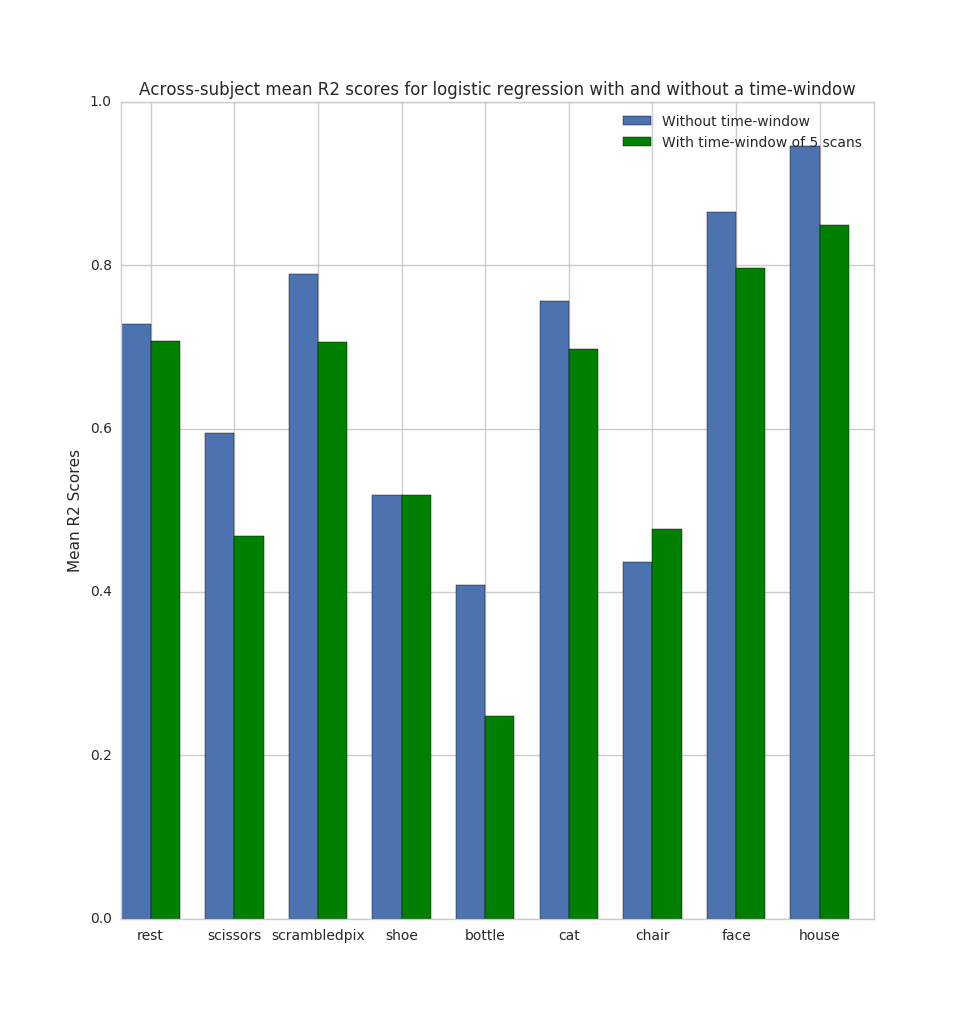 Across-subject mean R2 scores for logistic regression with and without a time-window
1.0
Without time-window
With time-window of 5 scans
0.8
0.6
Mean R2 Scores
0.4
0.2
0.0
rest scissors scrambledpix shoe bottle cat chair face house